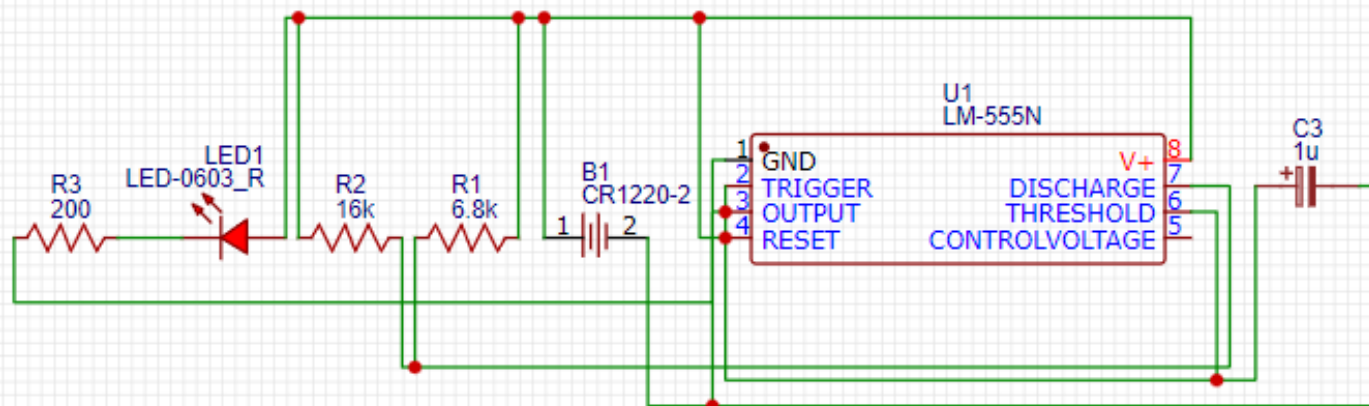 U1
LM-555N
C3
1u
LED1
LED-0603_R
R3
200
R2
16k
R1
6.8k
B1
CR1220-2
1 2
1 GND
2 TRIGGER
3 OUTPUT
4 RESET
V+ 8
DISCHARGE 7
THRESHOLD 6
CONTROLVOLTAGE 5
+